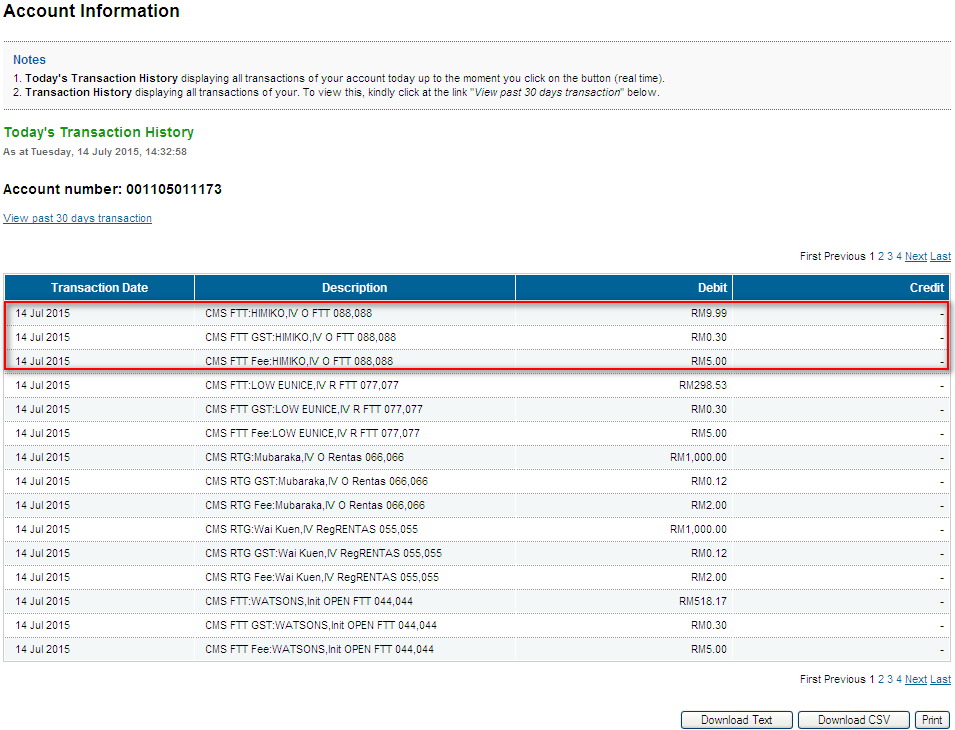 Account Information
Notes
1. Today's Transaction History displaying all transactions of your account today up to the moment you click on the button (real time).
2. Transaction History displaying all transactions of your. To view this, kindly click at the link "View past 30 days transaction" below.
Today's Transaction History
As at Tuesday, 14 July 2015, 14:32:58
Account number: 001105011173
View past 30 days transaction
First Previous 1 2 3 4 Next Last
Transaction Date Description Debit Credit
14 Jul 2015 CMS FTT:HIMIKO,IV O FTT 088,088 RM9.99 -
14 Jul 2015 CMS FTT GST:HIMIKO,IV O FTT 088,088 RM0.30 -
14 Jul 2015 CMS FTT Fee:HIMIKO,IV O FTT 088,088 RM5.00 -
14 Jul 2015 CMS FTT:LOW EUNICE,IV R FTT 077,077 RM298.53 -
14 Jul 2015 CMS FTT GST:LOW EUNICE,IV R FTT 077,077 RM0.30 -
14 Jul 2015 CMS FTT Fee:LOW EUNICE,IV R FTT 077,077 RM5.00 -
14 Jul 2015 CMS RTG:Mubaraka,IV O Rentas 066,066 RM1,000.00 -
14 Jul 2015 CMS RTG GST:Mubaraka,IV O Rentas 066,066 RM0.12 -
14 Jul 2015 CMS RTG Fee:Mubaraka,IV O Rentas 066,066 RM2.00 -
14 Jul 2015 CMS RTG:Wai Kuen,IV RegRENTAS 055,055 RM1,000.00 -
14 Jul 2015 CMS RTG GST:Wai Kuen,IV RegRENTAS 055,055 RM0.12 -
14 Jul 2015 CMS RTG Fee:Wai Kuen,IV RegRENTAS 055,055 RM2.00 -
14 Jul 2015 CMS FTT:WATSONS,Init OPEN FTT 044,044 RM518.17 -
14 Jul 2015 CMS FTT GST:WATSONS,Init OPEN FTT 044,044 RM0.30 -
14 Jul 2015 CMS FTT Fee:WATSONS,Init OPEN FTT 044,044 RM5.00 -
First Previous 1 2 3 4 Next Last
Download Text Download CSV Print